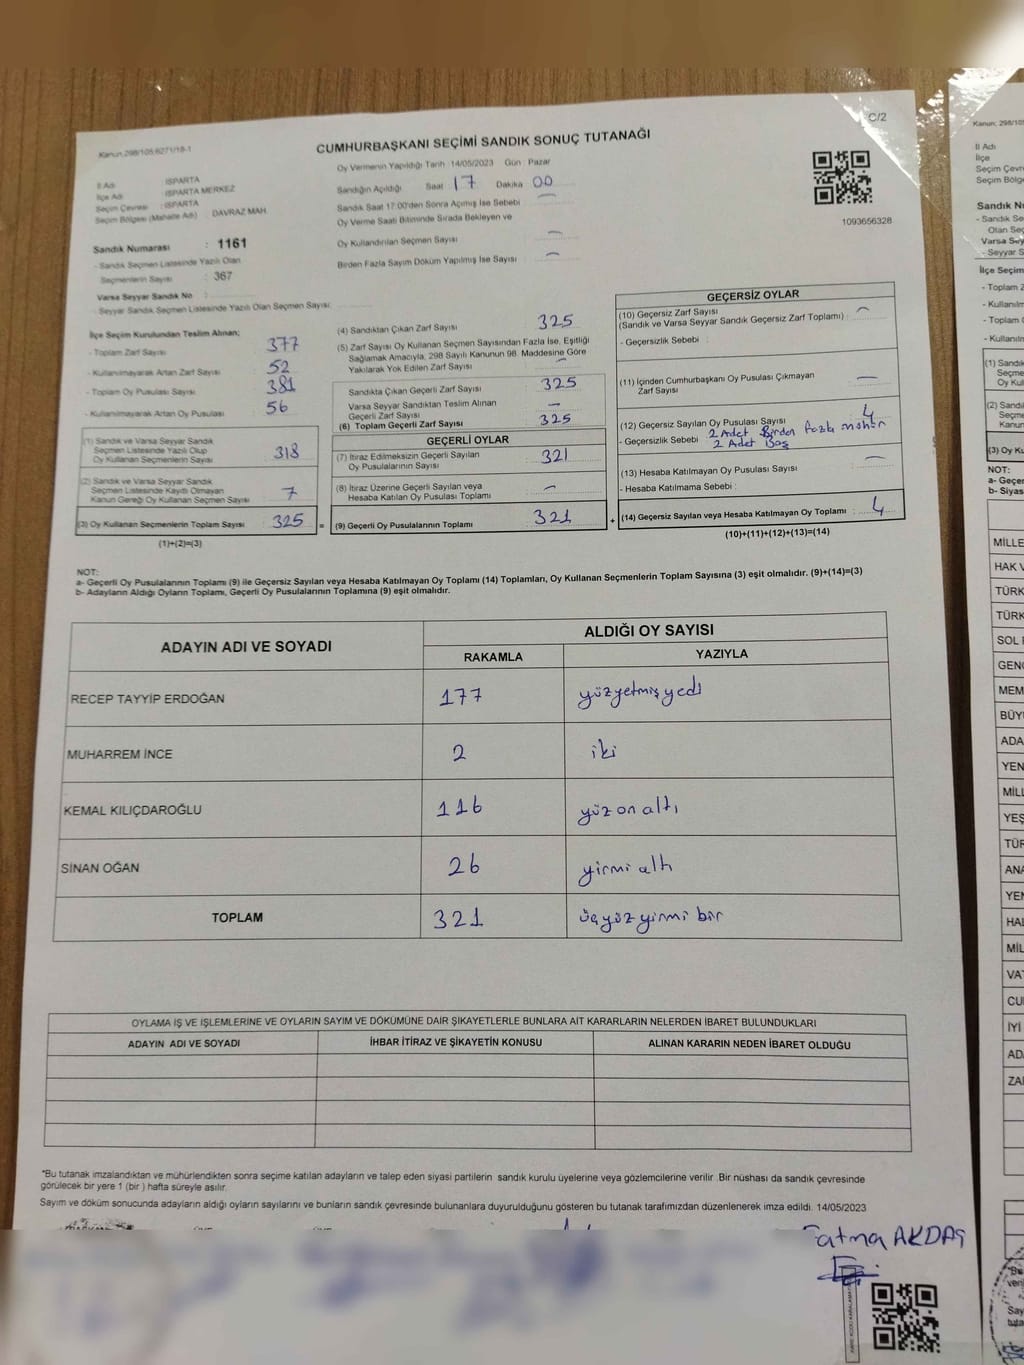 Kanun:298/105,6271/18-1
C/2
CUMHURBAŞKANI SEÇİMİ SANDIK SONUÇ TUTANAĞI
İl Adı : ISPARTA
İlçe Adı : ISPARTA MERKEZ
Seçim Çevresi : ISPARTA
Seçim Bölgesi (Mahalle Adı) DAVRAZ MAH.
Sandık Numarası : 1161
- Sandık Seçmen Listesinde Yazılı Olan
Seçmenlerin Sayısı : 367
Varsa Seyyar Sandık No :
- Seyyar Sandık Seçmen Listesinde Yazılı Olan Seçmen Sayısı:
Oy Vermenin Yapıldığı Tarih :14/05/2023 Gün : Pazar
Sandığın Açıldığı Saat 17 Dakika 00
Sandık Saat 17:00'den Sonra Açılmış İse Sebebi —
Oy Verme Saati Bitiminde Sırada Bekleyen ve
Oy Kullandırılan Seçmen Sayısı —
Birden Fazla Sayım Döküm Yapılmış İse Sayısı : —
1093656328
İlçe Seçim Kurulundan Teslim Alınan;
- Toplam Zarf Sayısı 377
- Kullanılmayarak Artan Zarf Sayısı 52
- Toplam Oy Pusulası Sayısı 381
- Kullanılmayarak Artan Oy Pusulası 56
(1) Sandık ve Varsa Seyyar Sandık
Seçmen Listesinde Yazılı Olup
Oy Kullanan Seçmenlerin Sayısı 318
(2) Sandık ve Varsa Seyyar Sandık
Seçmen Listesinde Kayıtlı Olmayan
Kanun Gereği Oy Kullanan Seçmen Sayısı 7
(3) Oy Kullanan Seçmenlerin Toplam Sayısı 325 =
(1)+(2)=(3)
(4) Sandıktan Çıkan Zarf Sayısı 325
(5) Zarf Sayısı Oy Kullanan Seçmen Sayısından Fazla İse, Eşitliği
Sağlamak Amacıyla, 298 Sayılı Kanunun 98. Maddesine Göre
Yakılarak Yok Edilen Zarf Sayısı —
Sandıkta Çıkan Geçerli Zarf Sayısı 325
Varsa Seyyar Sandıktan Teslim Alınan
Geçerli Zarf Sayısı —
(6) Toplam Geçerli Zarf Sayısı 325
GEÇERLİ OYLAR
(7) İtiraz Edilmeksizin Geçerli Sayılan
Oy Pusulalarının Sayısı 321
(8) İtiraz Üzerine Geçerli Sayılan veya
Hesaba Katılan Oy Pusulası Toplamı —
(9) Geçerli Oy Pusulalarının Toplamı 321 +
GEÇERSİZ OYLAR
(10) Geçersiz Zarf Sayısı
(Sandık ve Varsa Seyyar Sandık Geçersiz Zarf Toplamı) : —
- Geçersizlik Sebebi :
(11) İçinden Cumhurbaşkanı Oy Pusulası Çıkmayan
Zarf Sayısı —
(12) Geçersiz Sayılan Oy Pusulası Sayısı : 4
- Geçersizlik Sebebi 2 Adet Birden fazla mühür
2 Adet Boş
(13) Hesaba Katılmayan Oy Pusulası Sayısı —
- Hesaba Katılmama Sebebi :
(14) Geçersiz Sayılan veya Hesaba Katılmayan Oy Toplamı : 4
(10)+(11)+(12)+(13)=(14)
NOT:
a- Geçerli Oy Pusulalarının Toplamı (9) ile Geçersiz Sayılan veya Hesaba Katılmayan Oy Toplamı (14) Toplamları, Oy Kullanan Seçmenlerin Toplam Sayısına (3) eşit olmalıdır. (9)+(14)=(3)
b- Adayların Aldığı Oyların Toplamı, Geçerli Oy Pusulalarının Toplamına (9) eşit olmalıdır.
ADAYIN ADI VE SOYADI
ALDIĞI OY SAYISI
RAKAMLA YAZIYLA
RECEP TAYYİP ERDOĞAN 177 yüzyetmişyedi
MUHARREM İNCE 2 iki
KEMAL KILIÇDAROĞLU 116 yüz on altı
SİNAN OĞAN 26 yirmi altı
TOPLAM 321 üçyüz yirmi bir
OYLAMA İŞ VE İŞLEMLERİNE VE OYLARIN SAYIM VE DÖKÜMÜNE DAİR ŞİKAYETLERLE BUNLARA AİT KARARLARIN NELERDEN İBARET BULUNDUKLARI
ADAYIN ADI VE SOYADI İHBAR İTİRAZ VE ŞİKAYETİN KONUSU ALINAN KARARIN NEDEN İBARET OLDUĞU
*Bu tutanak imzalandıktan ve mühürlendikten sonra seçime katılan adayların ve talep eden siyasi partilerin sandık kurulu üyelerine veya gözlemcilerine verilir .Bir nüshası da sandık çevresinde
görülecek bir yere 1 (bir ) hafta süreyle asılır.
Sayım ve döküm sonucunda adayların aldığı oyların sayılarını ve bunların sandık çevresinde bulunanlara duyurulduğunu gösteren bu tutanak tarafımızdan düzenlenerek imza edildi. 14/05/2023
Fatma AKDAŞ
Kanun: 298/10
İl Adı
İlçe
Seçim Çevr
Seçim Bölg
Sandık Nu
- Sandık Se
Olan Seç
Varsa Sey
- Seyyar S
İlçe Seçim
- Toplam Z
- Kullanılm
- Toplam O
- Kullanılm
(1) Sandık
Seçme
Oy Kul
(2) Sandı
Seçme
Kanun
(3) Oy Ku
NOT:
a- Geçer
b- Siyas
MİLLE
HAK V
TÜRK
TÜRK
SOL
GENÇ
MEM
BÜYÜ
ADA
YEN
MİLL
YEŞ
TÜR
ANA
YEN
HAL
MİL
VAT
CU
İYİ
AD
ZA